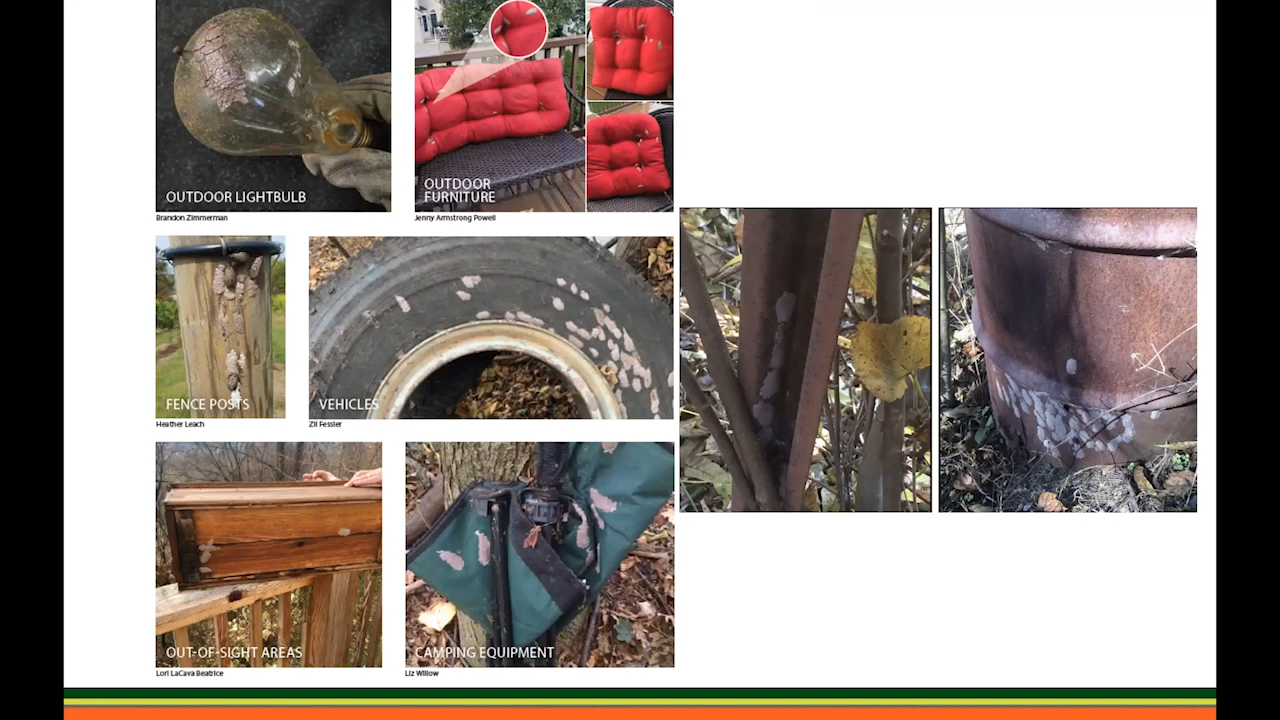 OUTDOOR LIGHTBULB
Brandon Zimmerman
OUTDOOR
FURNITURE
Jenny Armstrong Powell
FENCE POSTS
Heather Leach
VEHICLES
Zil Fessler
OUT-OF-SIGHT AREAS
Lori LaCava Beatrice
CAMPING EQUIPMENT
Liz Willow